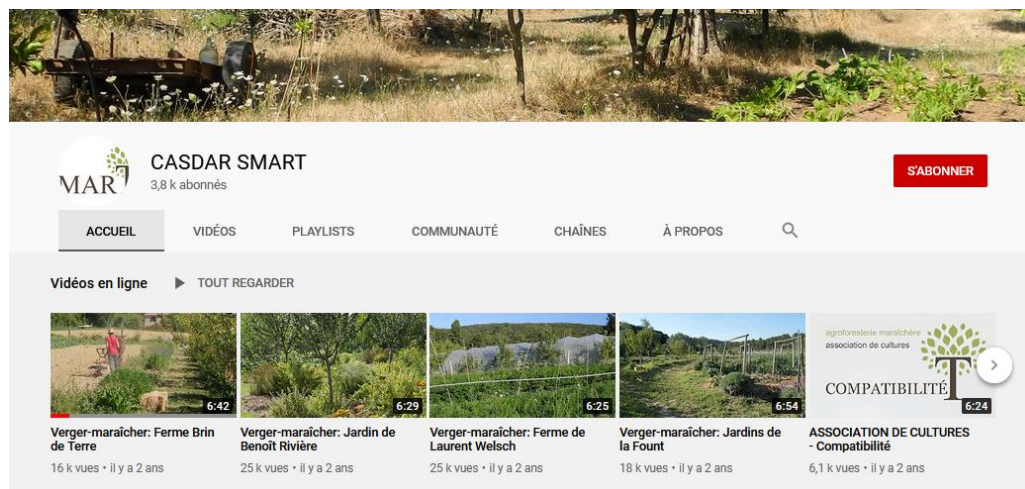 CASDAR SMART
3,8 k abonnés
S'ABONNER
MAR
ACCUEIL
VIDÉOS
PLAYLISTS
COMMUNAUTÉ
CHAÎNES
À PROPOS
Vidéos en ligne
TOUT REGARDER
6:42
6:29
6:25
6:54
agroforesterie maraîchère
association de cultures
COMPATIBILITÉ
6:24
Verger-maraîcher: Ferme Brin
de Terre
16 k vues • il y a 2 ans
Verger-maraîcher: Jardin de
Benoît Rivière
25 k vues • il y a 2 ans
Verger-maraîcher: Ferme de
Laurent Welsch
25 k vues • il y a 2 ans
Verger-maraîcher: Jardins de
la Fount
18 k vues • il y a 2 ans
ASSOCIATION DE CULTURES
- Compatibilité
6,1 k vues • il y a 2 ans